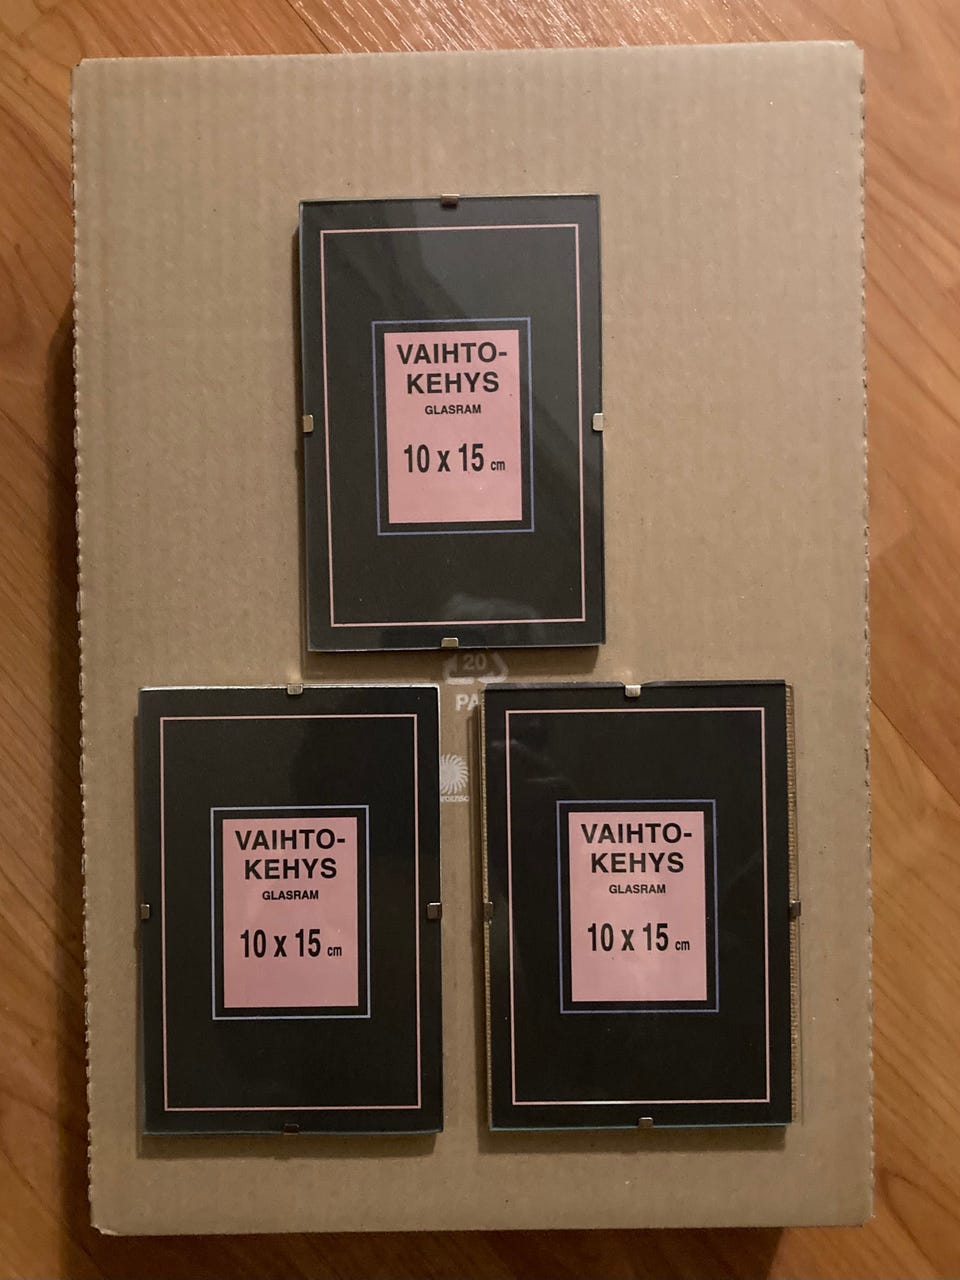 VAIHTO-
KEHYS
GLASRAM
10 x 15 cm
20
PA
VAIHTO-
KEHYS
GLASRAM
10 x 15 cm
VAIHTO-
KEHYS
GLASRAM
10 x 15 cm